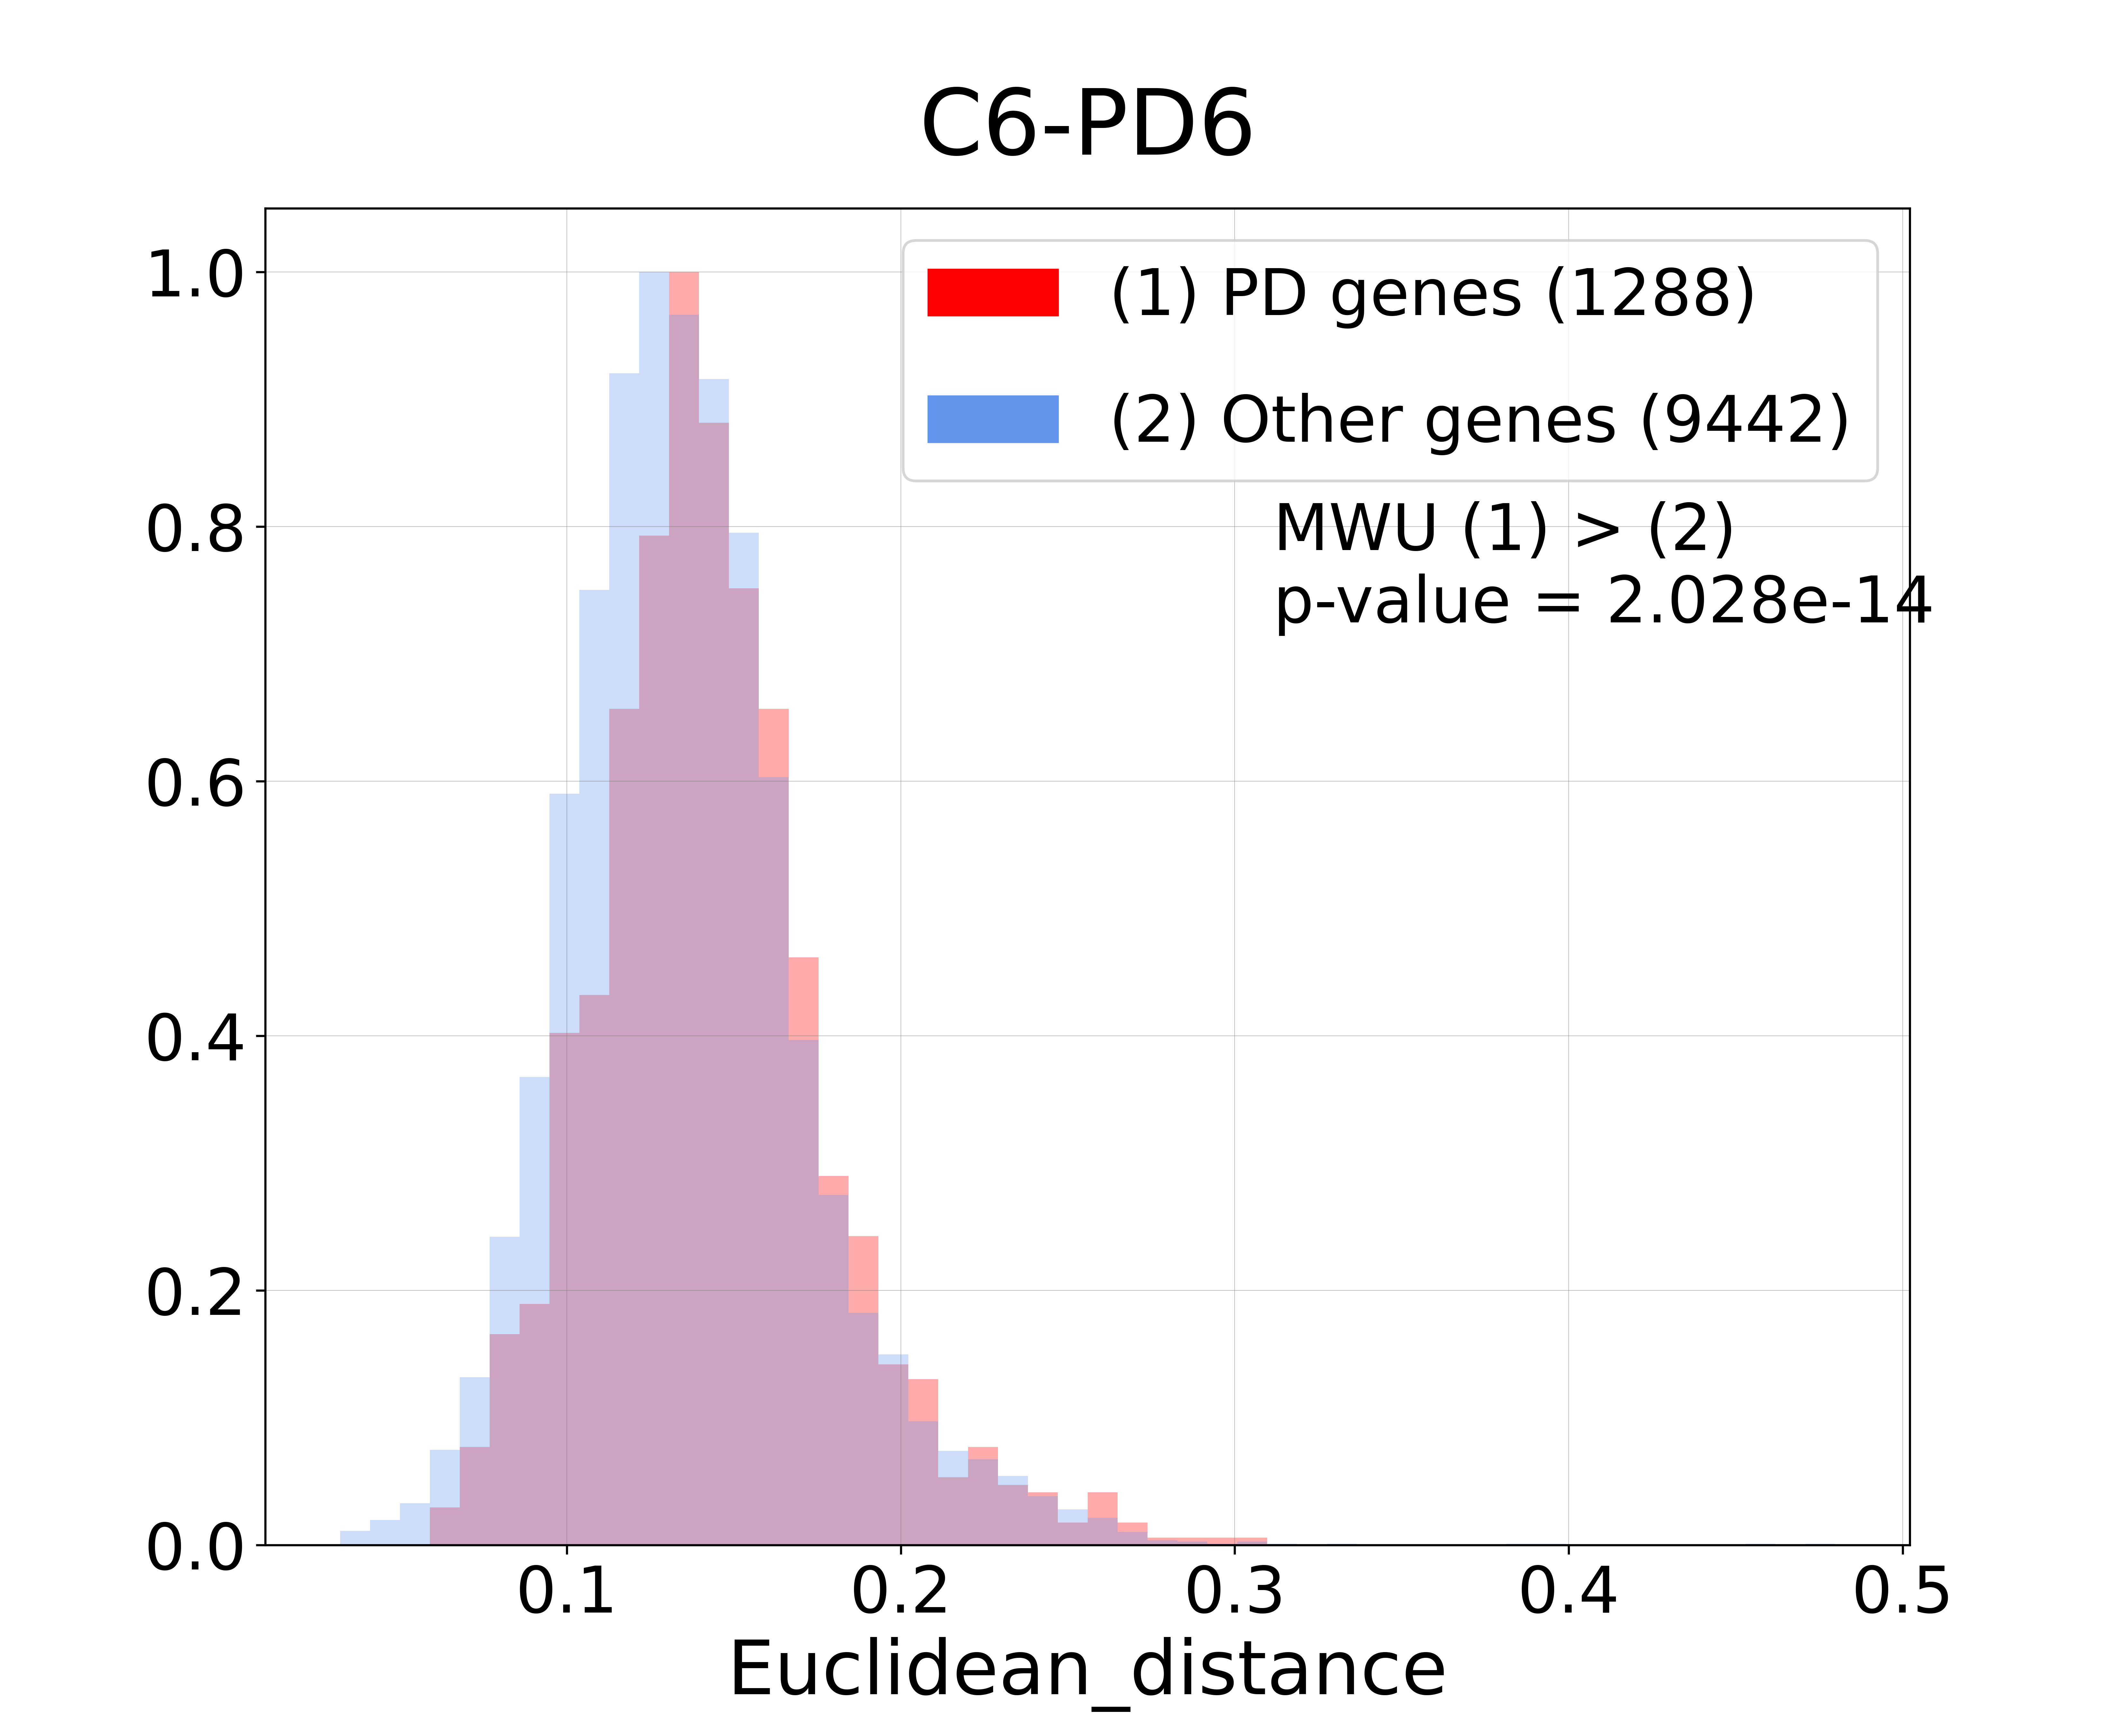 C6-PD6
1.0
0.8
0.6
0.4
0.2
0.0
(1) PD genes (1288)
(2) Other genes (9442)
MWU (1) > (2)
p-value = 2.028e-14
0.1 0.2 0.3 0.4 0.5
Euclidean_distance